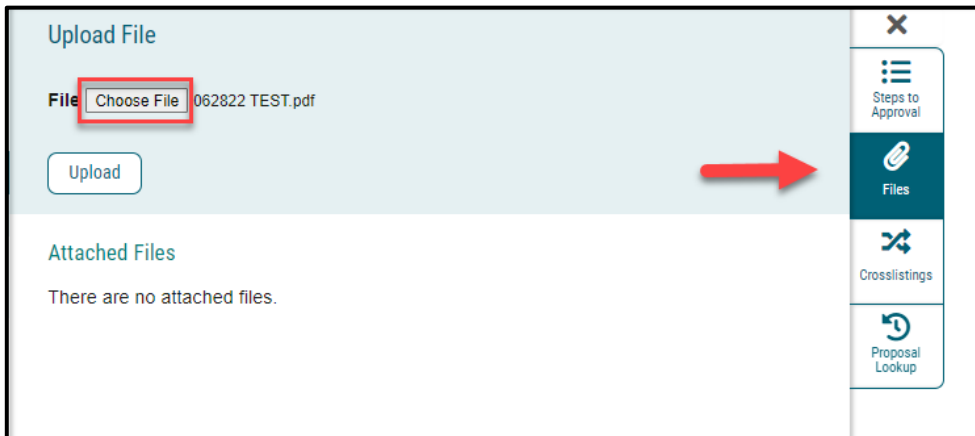 Upload File
File Choose File 062822 TEST.pdf
Upload
Attached Files
There are no attached files.
Steps to
Approval
Files
Crosslistings
Proposal
Lookup